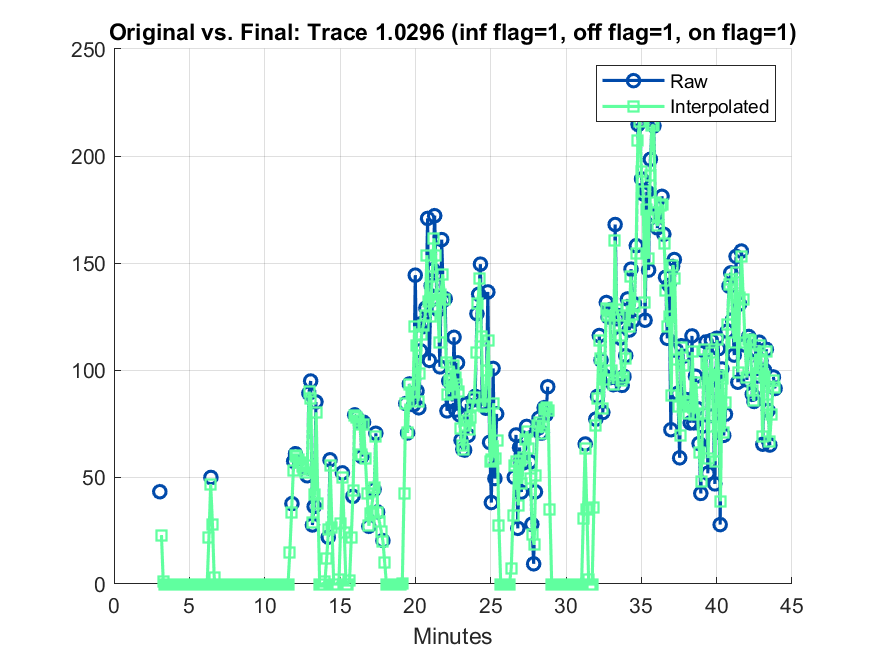 Original vs. Final: Trace 1.0296 (inf flag=1, off flag=1, on flag=1)
250
200
150
100
50
0
Raw
Interpolated
0 5 10 15 20 25 30 35 40 45
Minutes